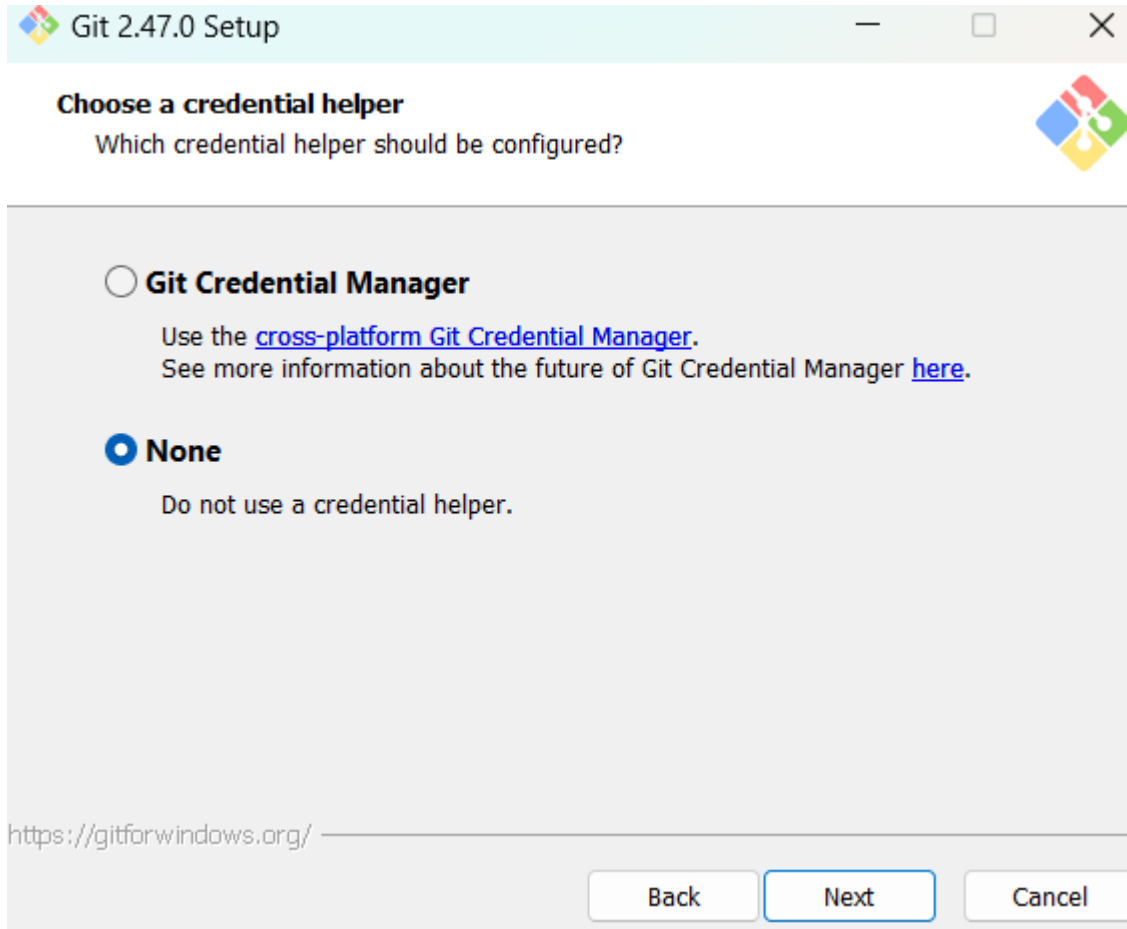 Git 2.47.0 Setup
Choose a credential helper
Which credential helper should be configured?
Git Credential Manager
Use the cross-platform Git Credential Manager.
See more information about the future of Git Credential Manager here.
None
Do not use a credential helper.
https://gitforwindows.org/
Back Next Cancel